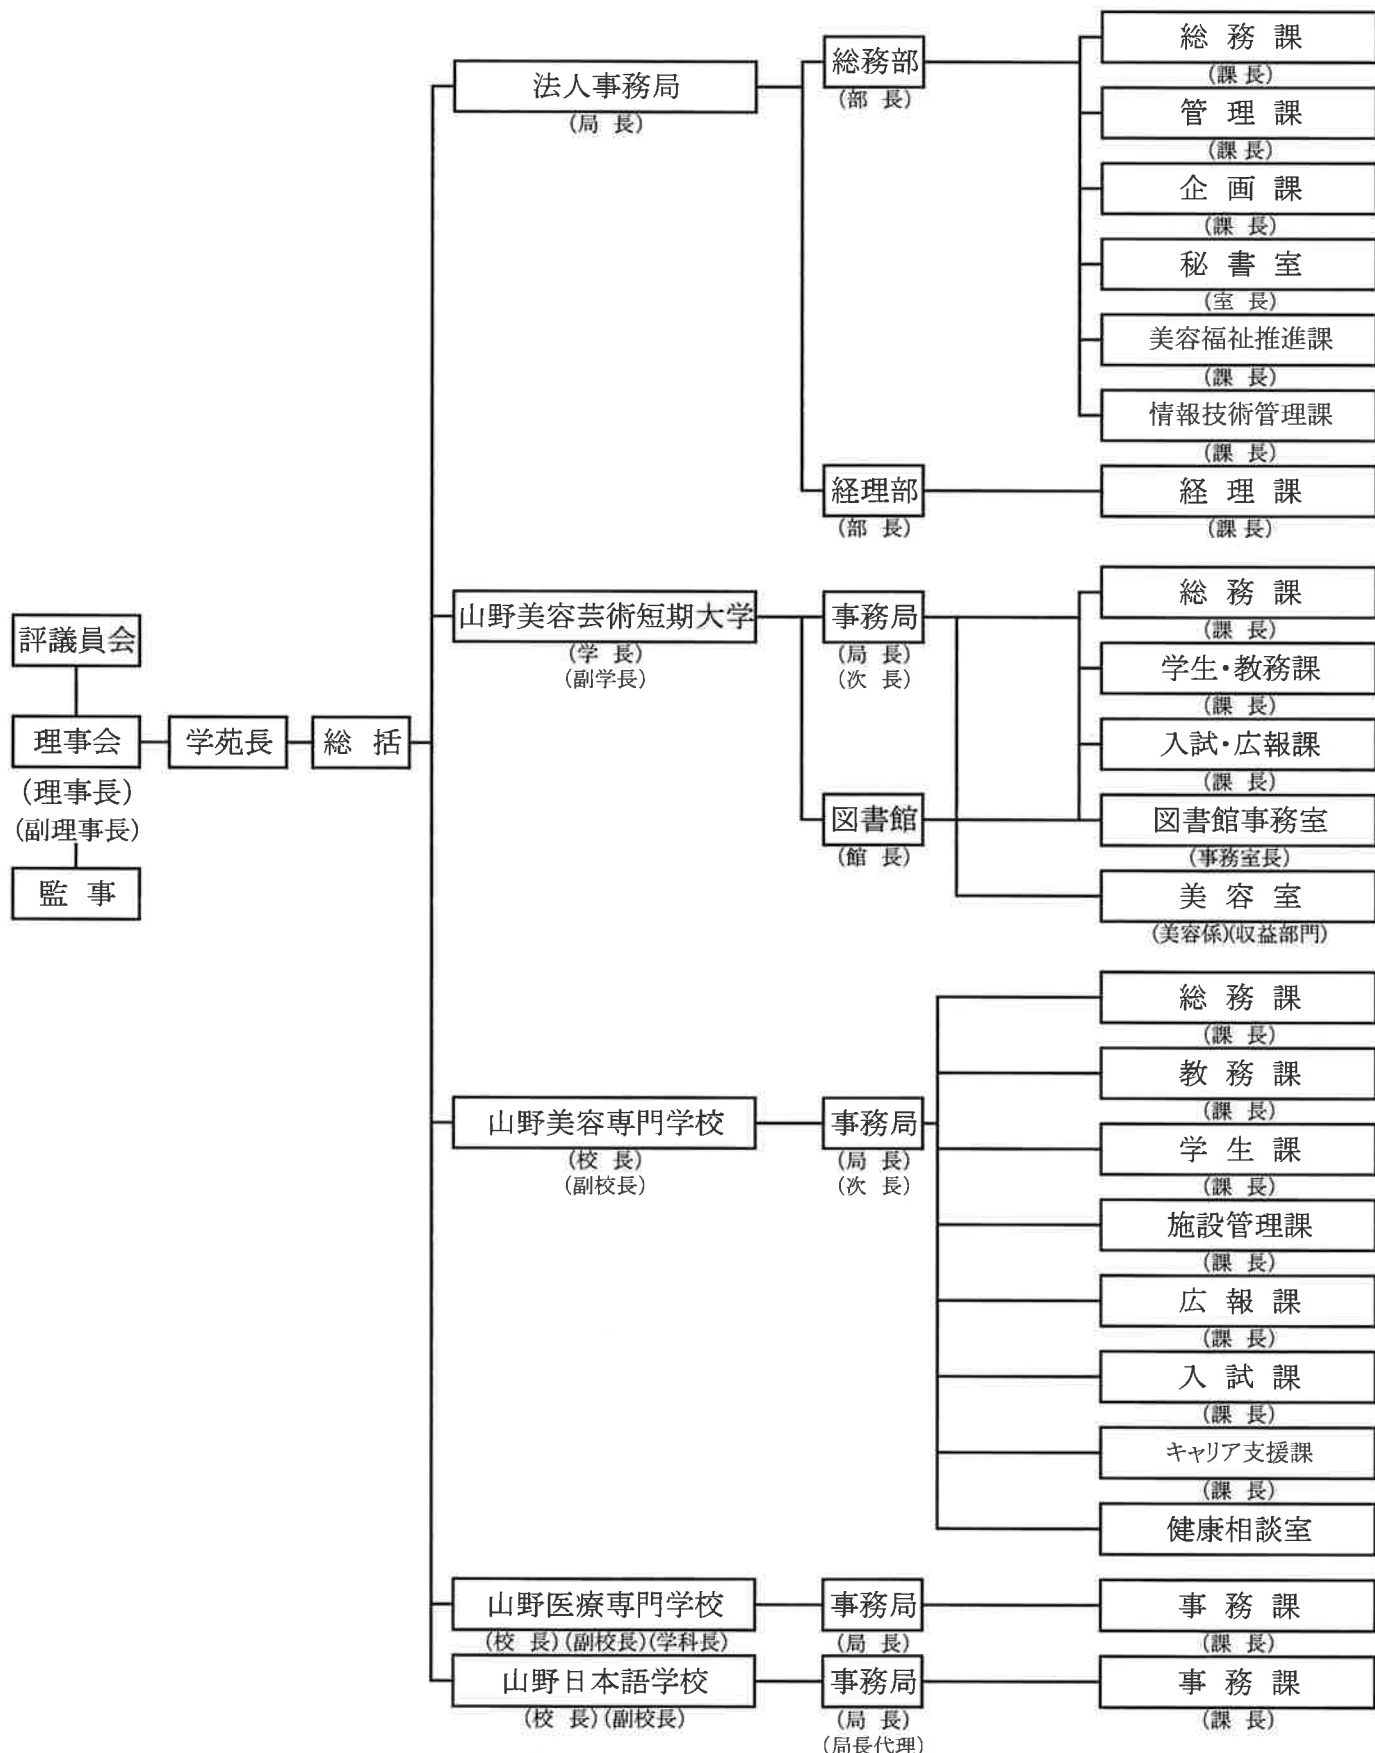 評議員会
理事会
(理事長)
(副理事長)
監 事
学苑長
総 括
法人事務局
(局 長)
総務部
(部 長)
総 務 課
(課 長)
管 理 課
(課 長)
企 画 課
(課 長)
秘 書 室
(室 長)
美容福祉推進課
(課 長)
情報技術管理課
(課 長)
経理部
(部 長)
経 理 課
(課 長)
山野美容芸術短期大学
(学 長)
(副学長)
事務局
(局 長)
(次 長)
総 務 課
(課 長)
学生・教務課
(課 長)
入試・広報課
(課 長)
図書館
(館 長)
図書館事務室
(事務室長)
美 容 室
(美容係)(収益部門)
山野美容専門学校
(校 長)
(副校長)
事務局
(局 長)
(次 長)
総 務 課
(課 長)
教 務 課
(課 長)
学 生 課
(課 長)
施設管理課
(課 長)
広 報 課
(課 長)
入 試 課
(課 長)
キャリア支援課
(課 長)
健康相談室
山野医療専門学校
(校 長)(副校長)(学科長)
事務局
(局 長)
事 務 課
(課 長)
山野日本語学校
(校 長)(副校長)
事務局
(局 長)
(局長代理)
事 務 課
(課 長)